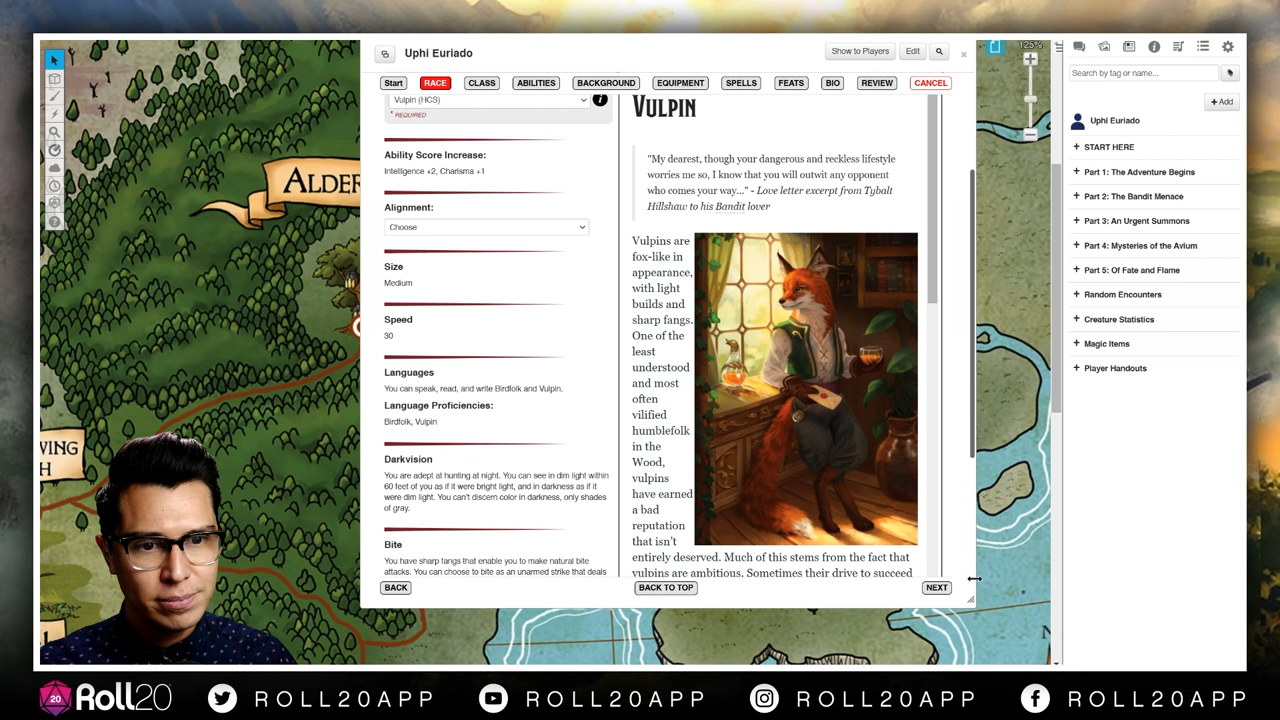 Uphi Euriado
Show to Players
Edit
125%
Start
RACE
CLASS
ABILITIES
BACKGROUND
EQUIPMENT
SPELLS
FEATS
BIO
REVIEW
CANCEL
Vulpin (HCS)
* REQUIRED
Ability Score Increase:
Intelligence +2, Charisma +1
Alignment:
Choose
Size
Medium
Speed
30
Languages
You can speak, read, and write Birdfolk and Vulpin.
Language Proficiencies:
Birdfolk, Vulpin
Darkvision
You are adept at hunting at night. You can see in dim light within
60 feet of you as if it were bright light, and in darkness as if it
were dim light. You can't discern color in darkness, only shades
of gray.
Bite
You have sharp fangs that enable you to make natural bite
attacks. You can choose to bite as an unarmed strike that deals
VULPIN
"My dearest, though your dangerous and reckless lifestyle
worries me so, I know that you will outwit any opponent
who comes your way..." - Love letter excerpt from Tybalt
Hillshaw to his Bandit lover
Vulpins are
fox-like in
appearance,
with light
builds and
sharp fangs.
One of the
least
understood
and most
often
vilified
humblefolk
in the
Wood,
vulpins
have earned
a bad
reputation
that isn't
entirely deserved. Much of this stems from the fact that
vulpins are ambitious. Sometimes their drive to succeed
BACK
BACK TO TOP
NEXT
Search by tag or name...
+ Add
Uphi Euriado
+ START HERE
+ Part 1: The Adventure Begins
+ Part 2: The Bandit Menace
+ Part 3: An Urgent Summons
+ Part 4: Mysteries of the Avium
+ Part 5: Of Fate and Flame
+ Random Encounters
+ Creature Statistics
+ Magic Items
+ Player Handouts
ALDER
WING
H
N
20
Roll20
ROLL20APP
ROLL20APP
ROLL20APP
ROLL20APP